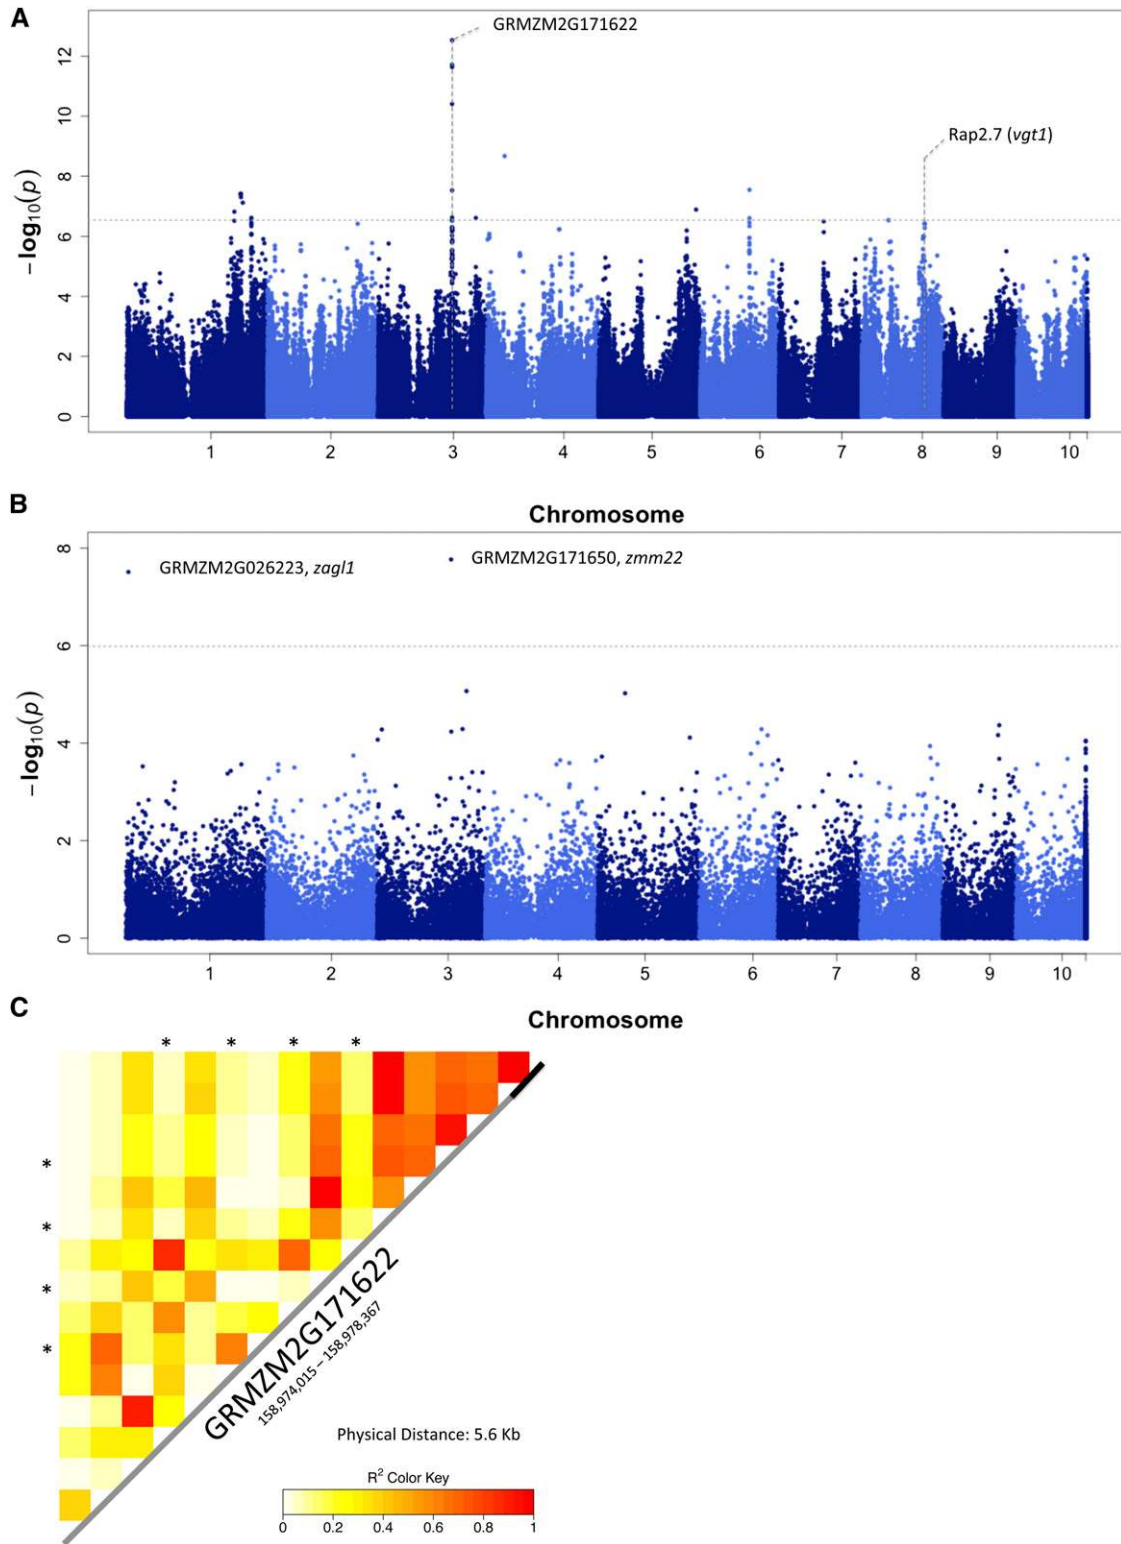 A
GRMZM2G171622
Rap2.7 (vgt1)
−log10(p)
12
10
8
6
4
2
0
1 2 3 4 5 6 7 8 9 10
Chromosome
B
GRMZM2G026223, zagl1
GRMZM2G171650, zmm22
−log10(p)
8
6
4
2
0
1 2 3 4 5 6 7 8 9 10
Chromosome
C
* * * *
*
*
*
*
GRMZM2G171622
158,974,015 – 158,978,367
Physical Distance: 5.6 Kb
R² Color Key
0 0.2 0.4 0.6 0.8 1